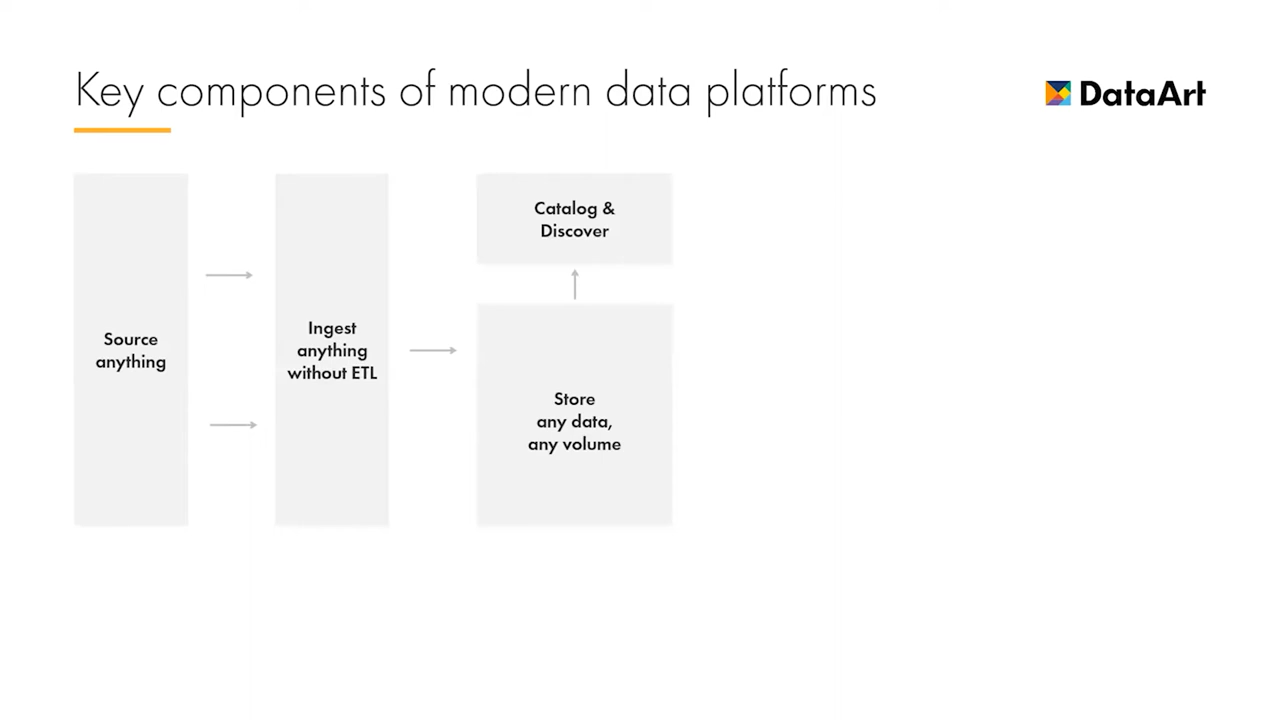 Key components of modern data platforms
DataArt
Source
anything
Ingest
anything
without ETL
Catalog &
Discover
Store
any data,
any volume